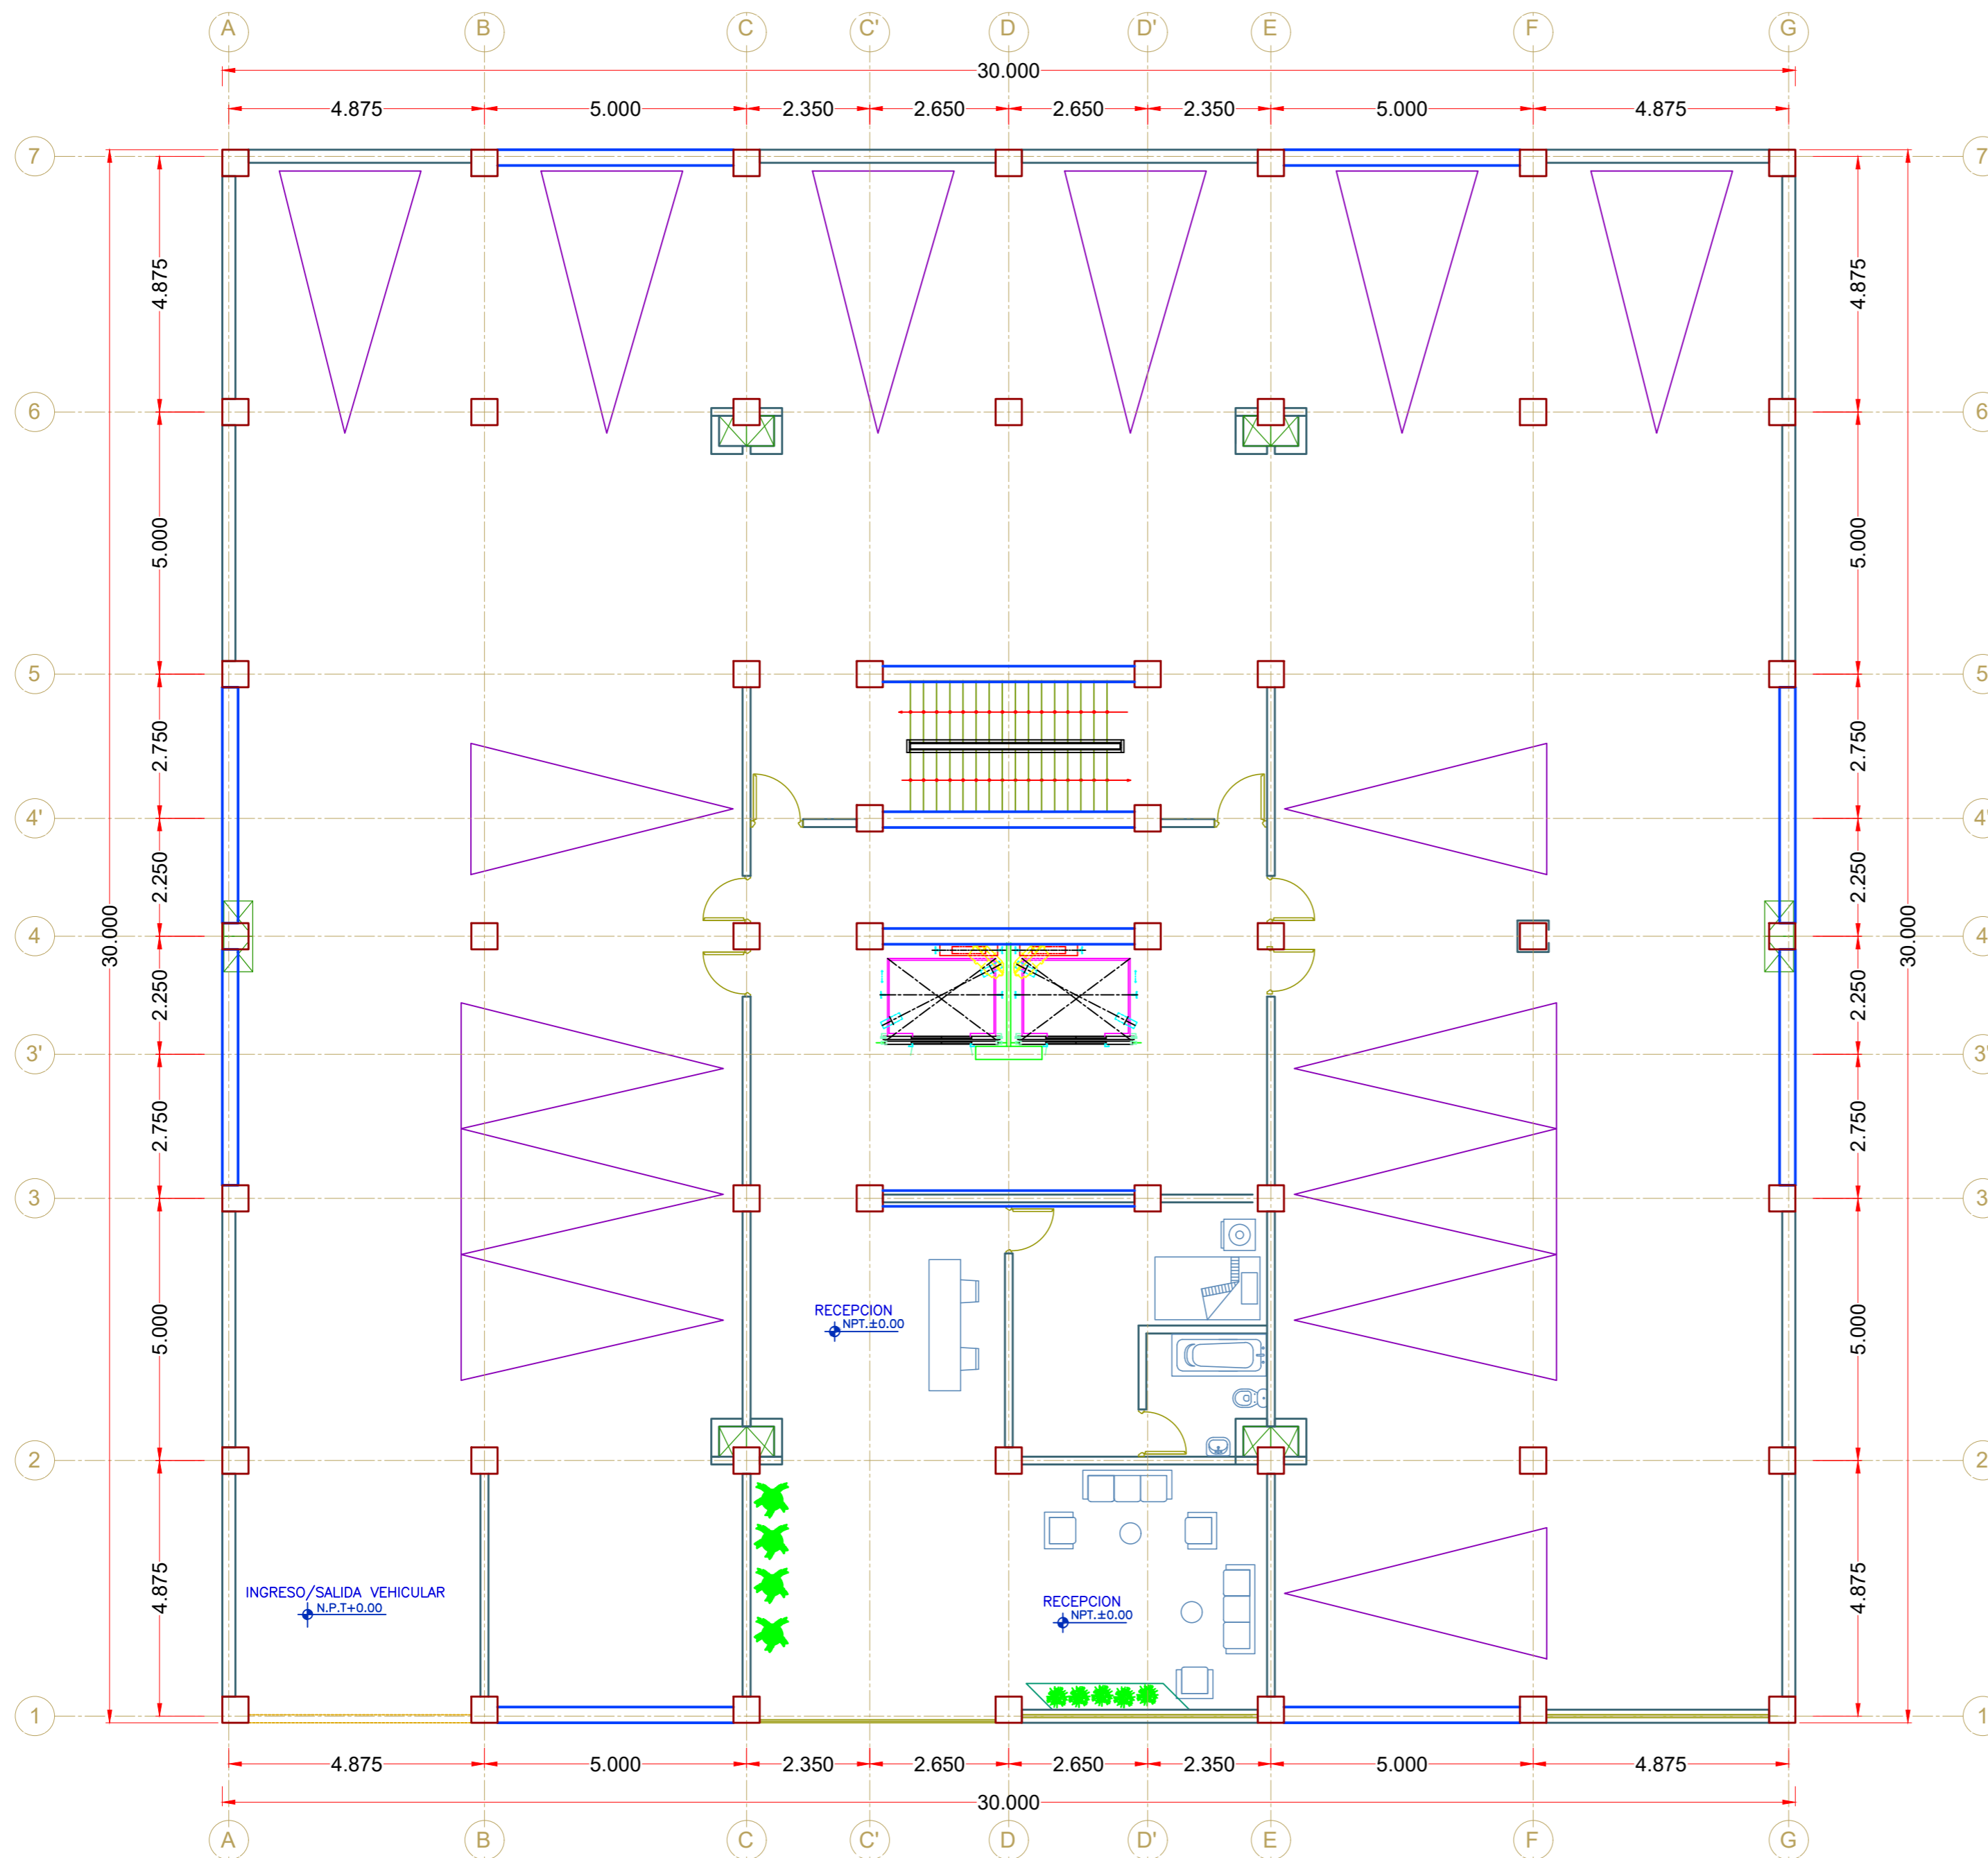 A B C C' D D' E F G
30.000
4.875 5.000 2.350 2.650 2.650 2.350 5.000 4.875
7 7
4.875 4.875
6 6
5.000 5.000
5 5
2.750 2.750
4' 4'
2.250 2.250
30.000 30.000
4 4
2.250 2.250
3' 3'
2.750 2.750
3 3
RECEPCION
NPT.±0.00
5.000 5.000
2 2
4.875 4.875
INGRESO/SALIDA VEHICULAR
N.P.T+0.00
RECEPCION
NPT.±0.00
1 1
4.875 5.000 2.350 2.650 2.650 2.350 5.000 4.875
30.000
A B C C' D D' E F G